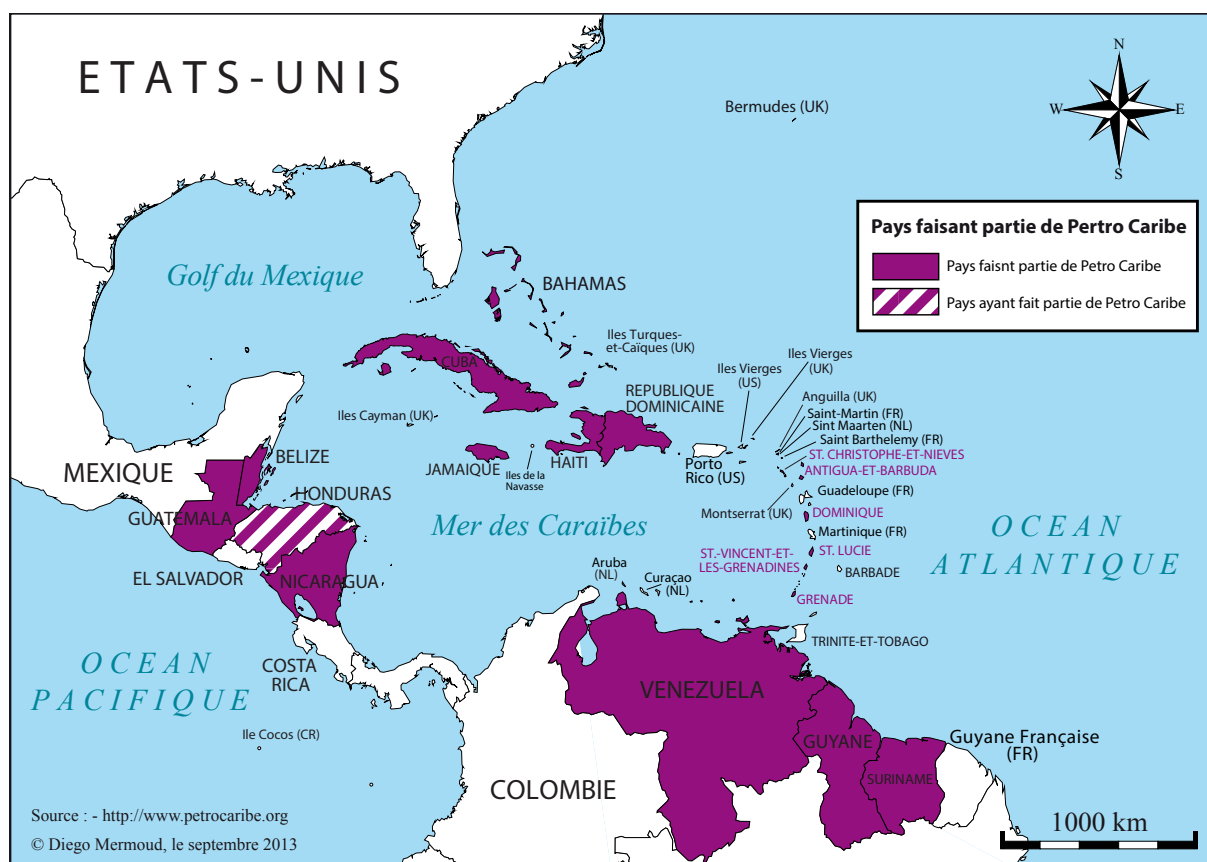 ETATS-UNIS
Bermudes (UK)
N
W
E
S
Pays faisant partie de Pertro Caribe
Pays faisnt partie de Petro Caribe
Pays ayant fait partie de Petro Caribe
Golf du Mexique
BAHAMAS
Iles Turques-
et-Caïques (UK)
Iles Vierges
(UK)
Iles Vierges
(US)
CUBA
REPUBLIQUE
DOMINICAINE
Anguilla (UK)
Saint-Martin (FR)
Sint Maarten (NL)
Saint Barthelemy (FR)
ST. CHRISTOPHE-ET-NIEVES
ANTIGUA-ET-BARBUDA
Iles Cayman (UK)
JAMAIQUE
Iles de la
Navasse
HAITI
Porto
Rico (US)
MEXIQUE
BELIZE
HONDURAS
GUATEMALA
Guadeloupe (FR)
Montserrat (UK)
DOMINIQUE
Mer des Caraïbes
Martinique (FR)
OCEAN
ATLANTIQUE
ST. LUCIE
ST.-VINCENT-ET-
LES-GRENADINES
BARBADE
EL SALVADOR
NICARAGUA
Aruba
(NL)
Curaçao
(NL)
GRENADE
TRINITE-ET-TOBAGO
OCEAN
PACIFIQUE
COSTA
RICA
VENEZUELA
Ile Cocos (CR)
GUYANE
Guyane Française
(FR)
SURINAME
COLOMBIE
Source : - http://www.petrocaribe.org
© Diego Mermoud, le septembre 2013
1000 km